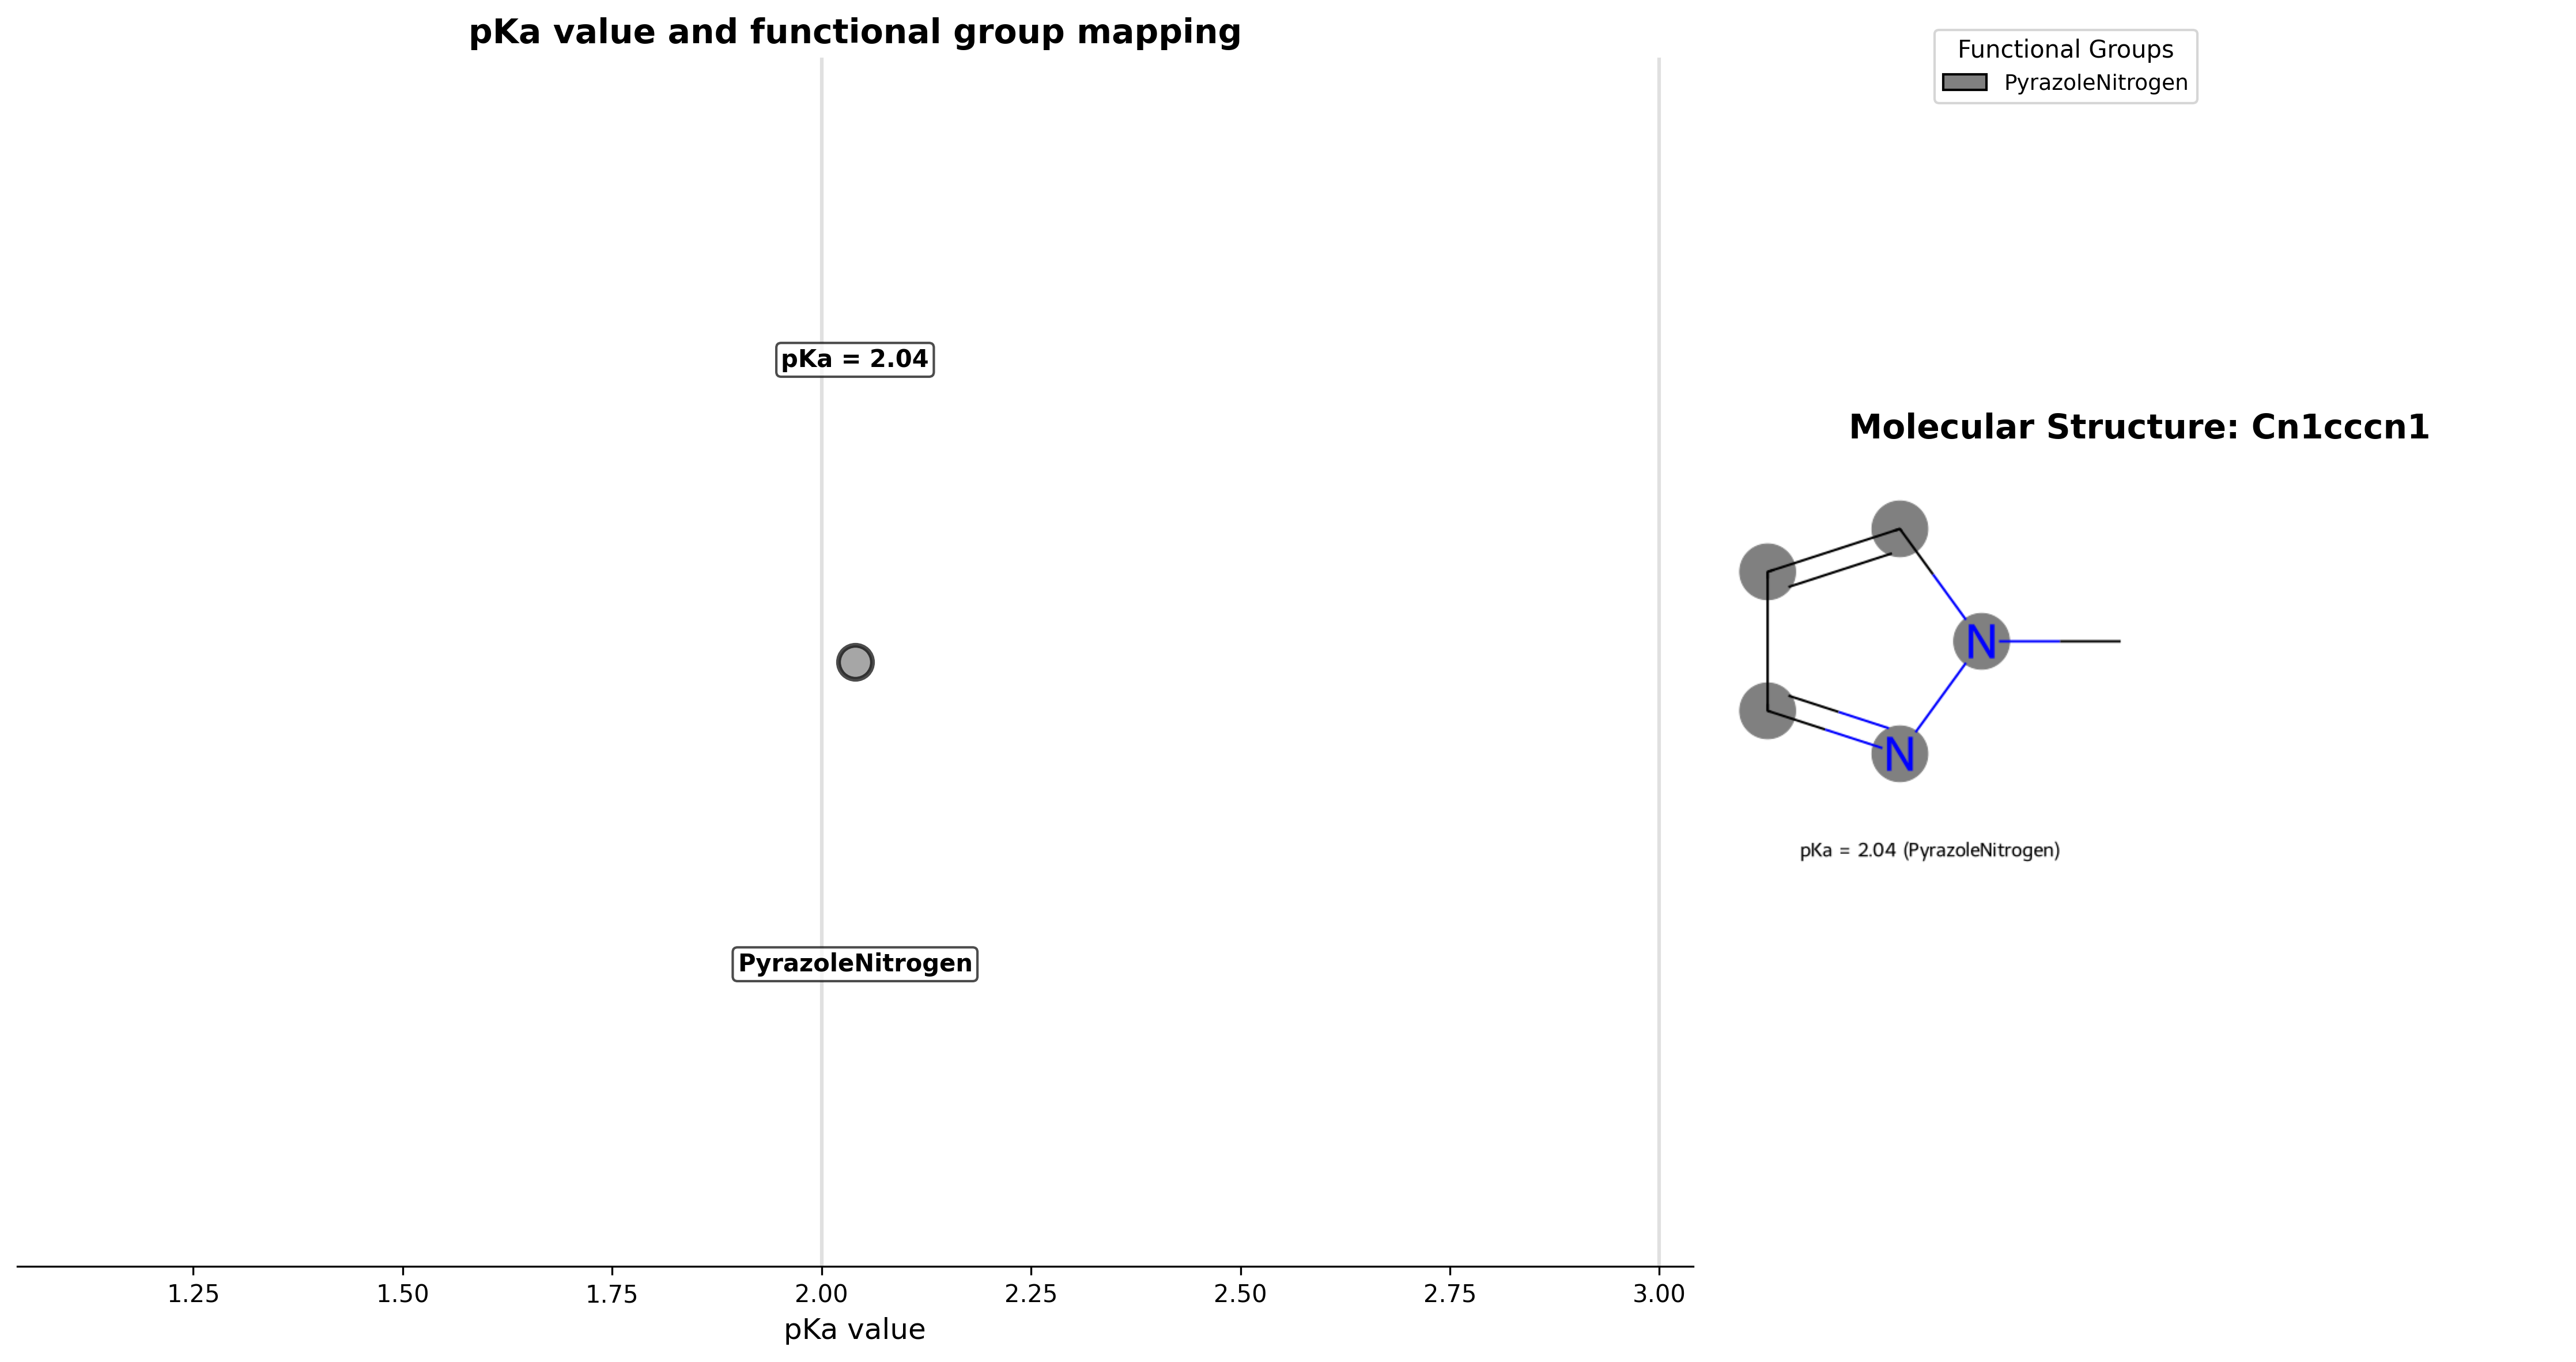 pKa value and functional group mapping
pKa = 2.04
PyrazoleNitrogen
1.25 1.50 1.75 2.00 2.25 2.50 2.75 3.00
pKa value
Functional Groups
PyrazoleNitrogen
Molecular Structure: Cn1cccn1
N
N
pKa = 2.04 (PyrazoleNitrogen)